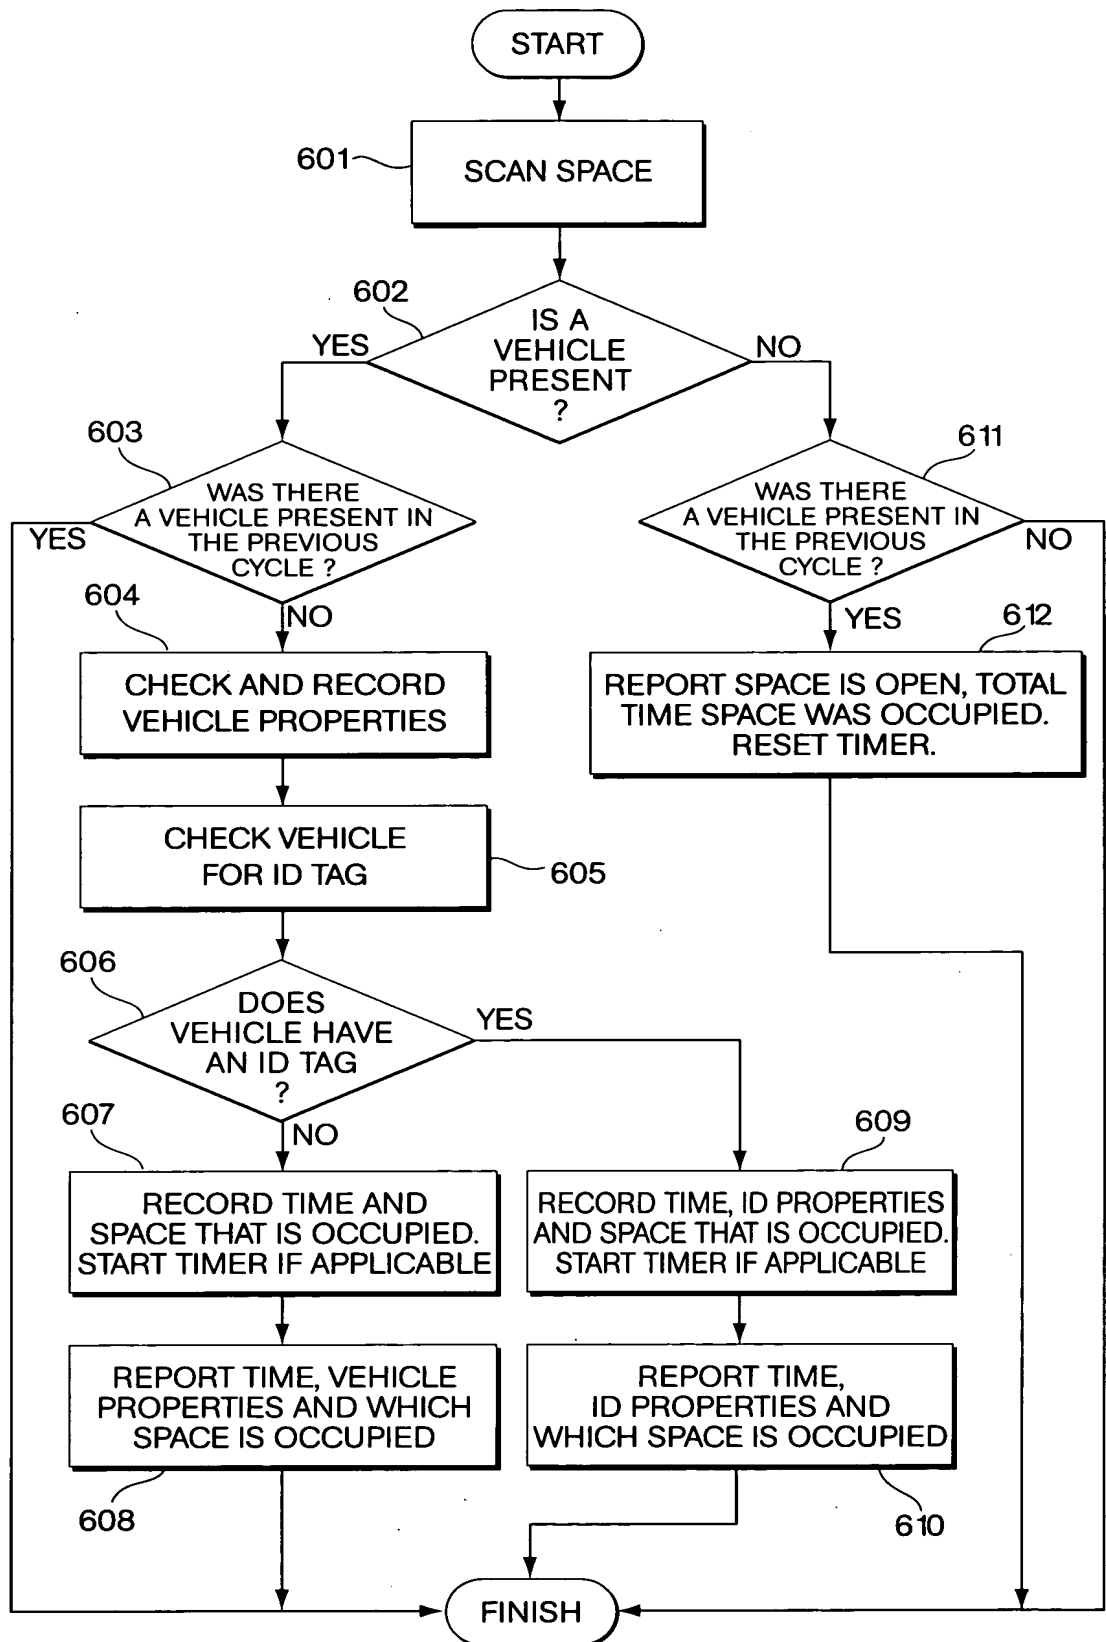 START
601
SCAN SPACE
602
IS A
VEHICLE
PRESENT
?
YES
NO
603
WAS THERE
A VEHICLE PRESENT IN
THE PREVIOUS
CYCLE ?
YES
NO
611
WAS THERE
A VEHICLE PRESENT IN
THE PREVIOUS
CYCLE ?
NO
YES
604
CHECK AND RECORD
VEHICLE PROPERTIES
612
REPORT SPACE IS OPEN, TOTAL
TIME SPACE WAS OCCUPIED.
RESET TIMER.
CHECK VEHICLE
FOR ID TAG
605
606
DOES
VEHICLE HAVE
AN ID TAG
?
YES
NO
607
RECORD TIME AND
SPACE THAT IS OCCUPIED.
START TIMER IF APPLICABLE
609
RECORD TIME, ID PROPERTIES
AND SPACE THAT IS OCCUPIED.
START TIMER IF APPLICABLE
REPORT TIME, VEHICLE
PROPERTIES AND WHICH
SPACE IS OCCUPIED
608
REPORT TIME,
ID PROPERTIES AND
WHICH SPACE IS OCCUPIED
610
FINISH